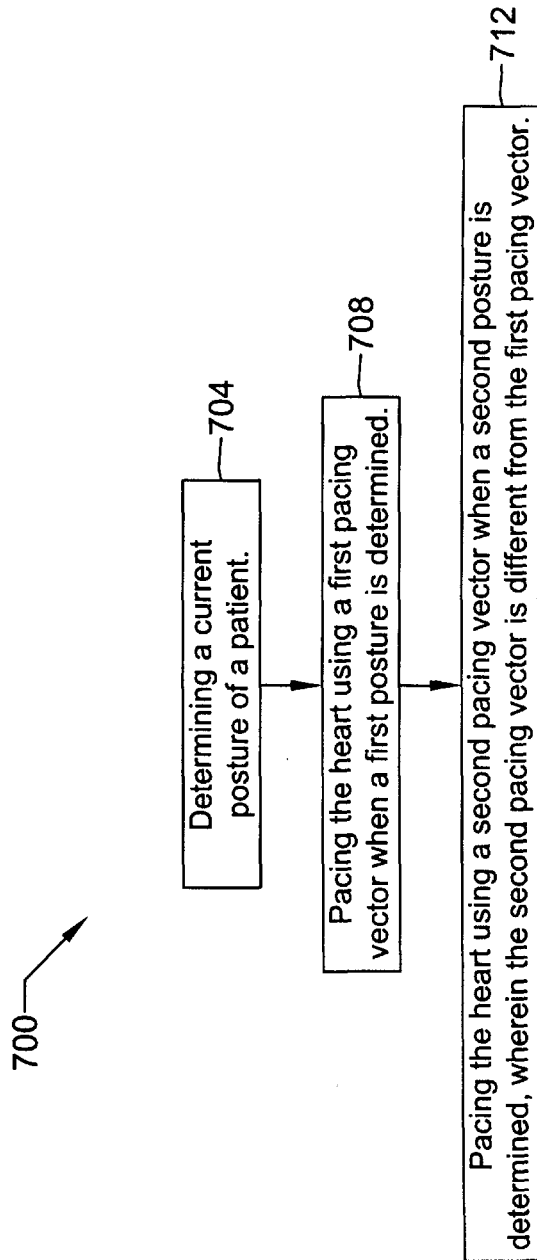 700
704
Determining a current
posture of a patient.
708
Pacing the heart using a first pacing
vector when a first posture is determined.
712
Pacing the heart using a second pacing vector when a second posture is
determined, wherein the second pacing vector is different from the first pacing vector.